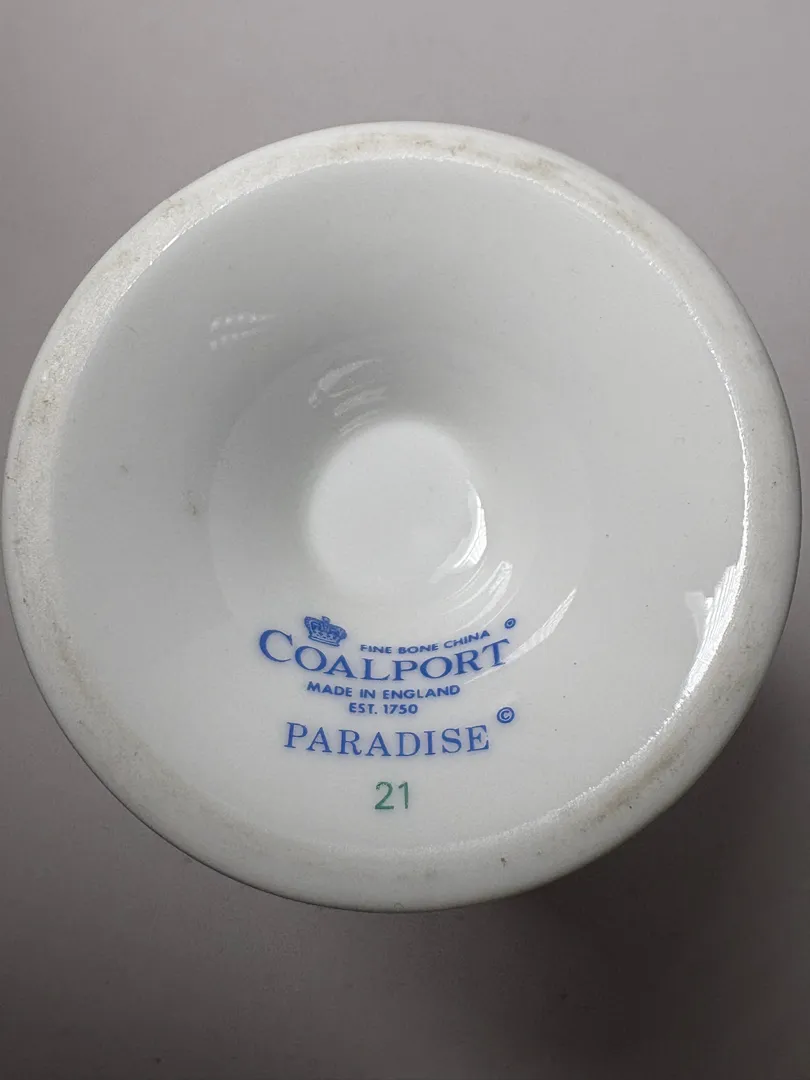 FINE BONE CHINA
COALPORT ®
MADE IN ENGLAND
EST. 1750
PARADISE ©
21